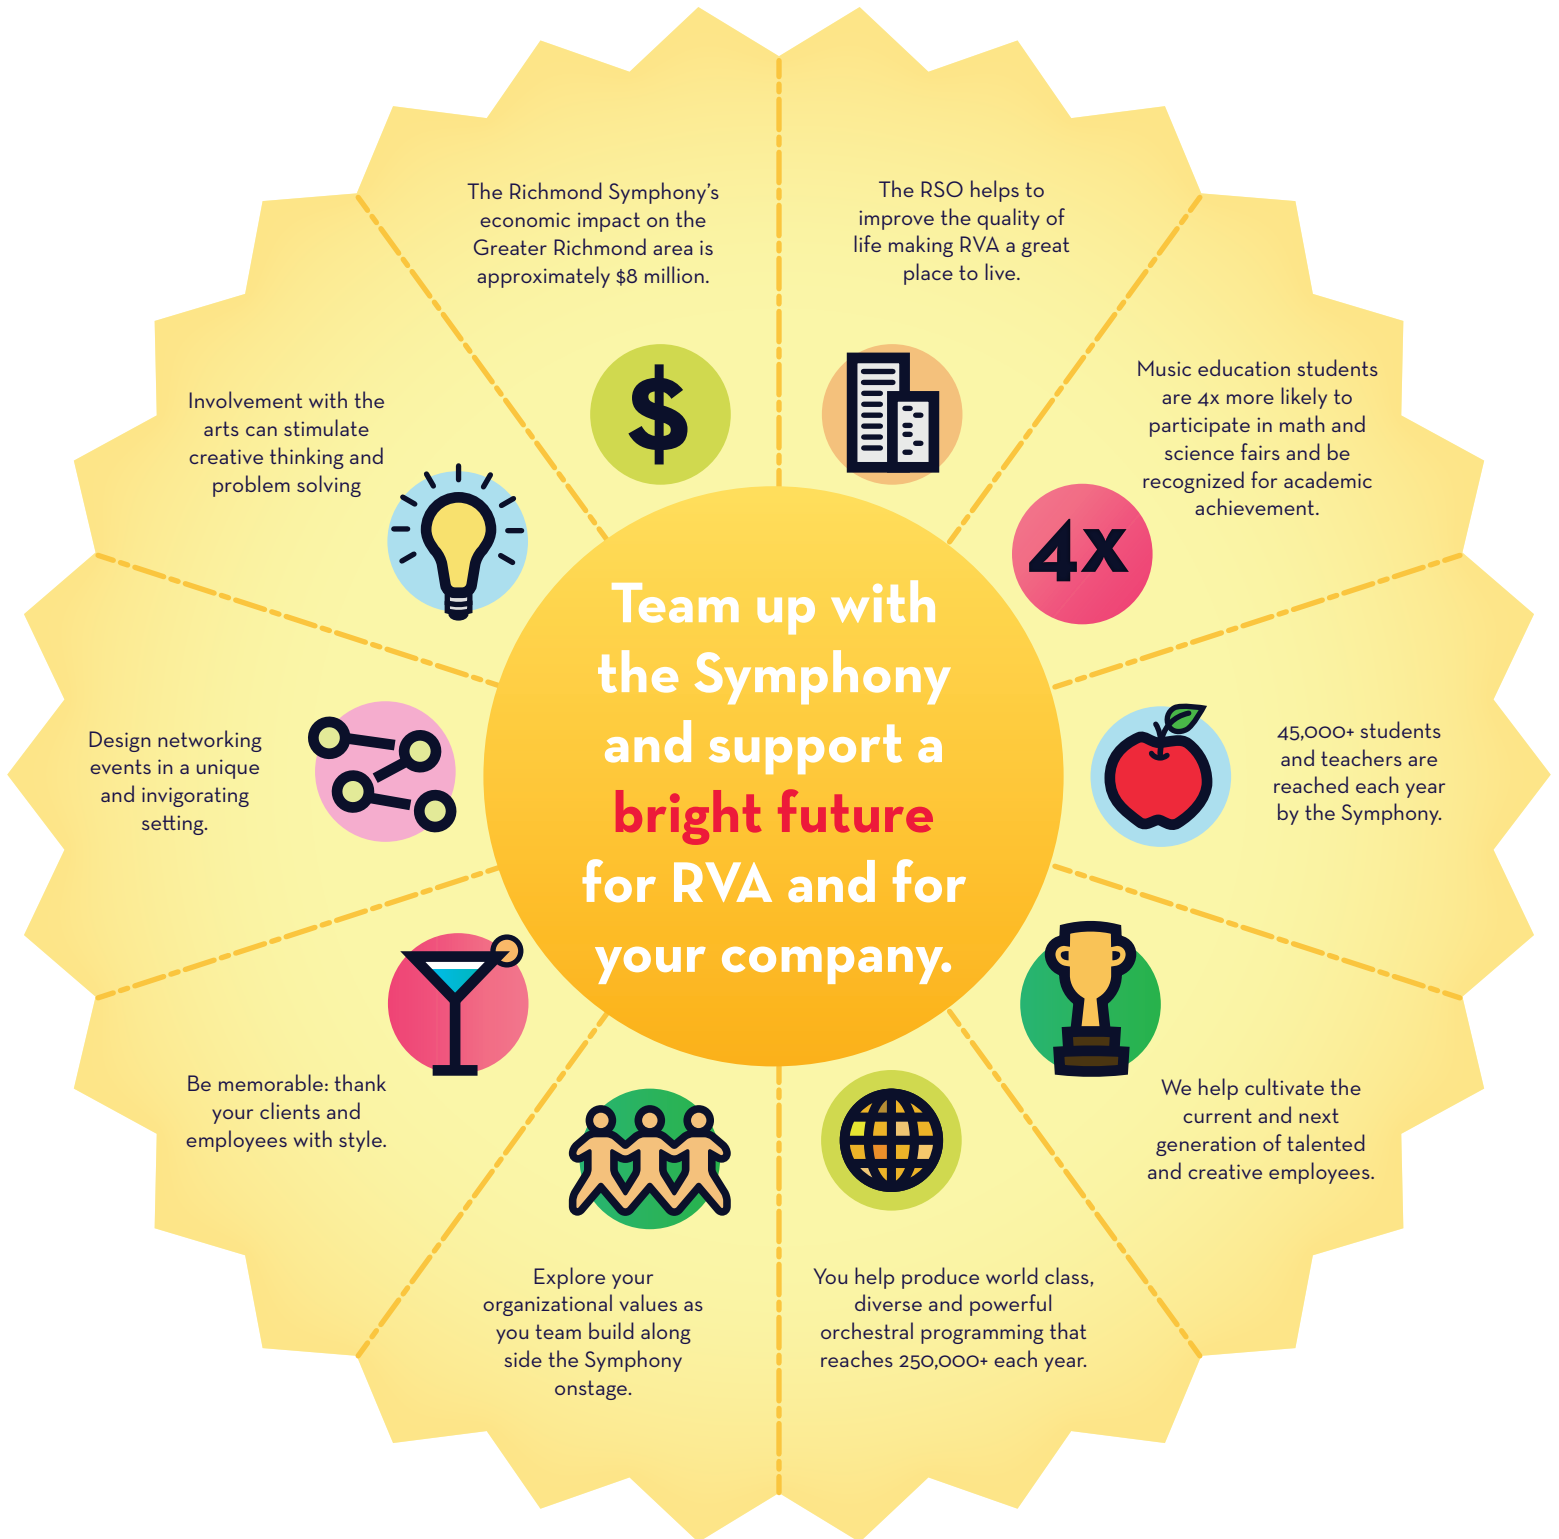 The Richmond Symphony’s
economic impact on the
Greater Richmond area is
approximately $8 million.
$
The RSO helps to
improve the quality of
life making RVA a great
place to live.
Music education students
are 4x more likely to
participate in math and
science fairs and be
recognized for academic
achievement.
4x
45,000+ students
and teachers are
reached each year
by the Symphony.
We help cultivate the
current and next
generation of talented
and creative employees.
You help produce world class,
diverse and powerful
orchestral programming that
reaches 250,000+ each year.
Explore your
organizational values as
you team build along
side the Symphony
onstage.
Be memorable: thank
your clients and
employees with style.
Design networking
events in a unique
and invigorating
setting.
Involvement with the
arts can stimulate
creative thinking and
problem solving
Team up with
the Symphony
and support a
bright future
for RVA and for
your company.